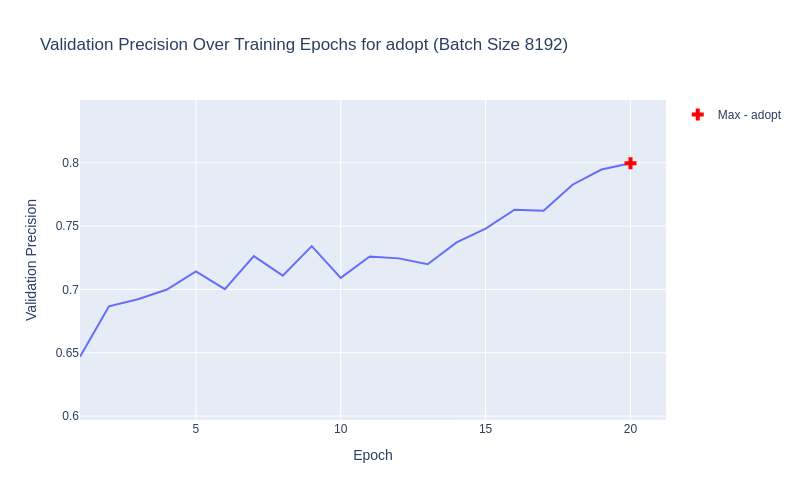 Validation Precision Over Training Epochs for adopt (Batch Size 8192)
Max - adopt
Validation Precision
0.8
0.75
0.7
0.65
0.6
5 10 15 20
Epoch